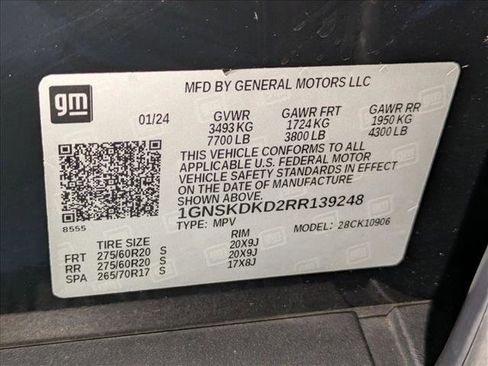 gm
MFD BY GENERAL MOTORS LLC
01/24 GVWR GAWR FRT GAWR RR
3493 KG 1724 KG 1950 KG
7700 LB 3800 LB 4300 LB
THIS VEHICLE CONFORMS TO ALL
APPLICABLE U.S. FEDERAL MOTOR
VEHICLE SAFETY STANDARDS IN EFFECT
ON THE DATE OF MANUFACTURE
1GNSKDKD2RR139248
8555 TYPE: MPV MODEL: 28CK10906
TIRE SIZE RIM
FRT 275/60R20 S 20X9J
RR 275/60R20 S 20X9J
SPA 265/70R17 S 17X8J